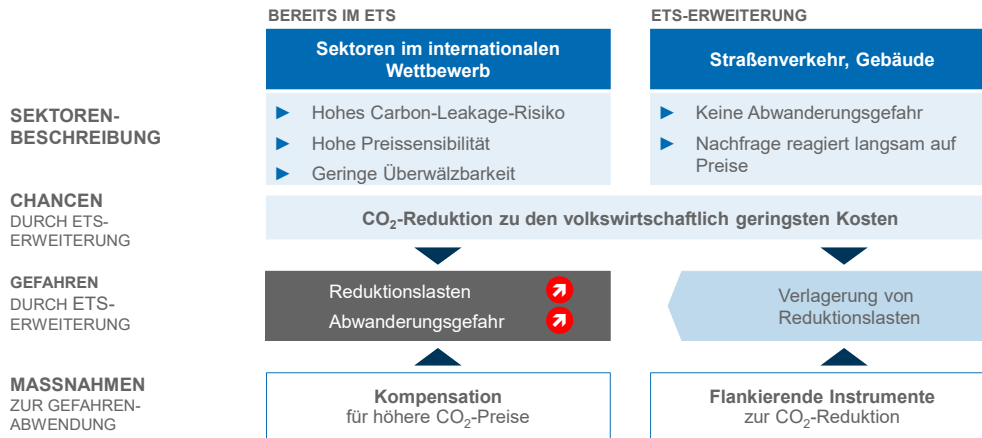 BEREITS IM ETS
ETS-ERWEITERUNG
Sektoren im internationalen
Wettbewerb
Straßenverkehr, Gebäude
SEKTOREN-
BESCHREIBUNG
► Hohes Carbon-Leakage-Risiko
► Hohe Preissensibilität
► Geringe Überwälzbarkeit
► Keine Abwanderungsgefahr
► Nachfrage reagiert langsam auf
Preise
CHANCEN
DURCH ETS-
ERWEITERUNG
CO₂-Reduktion zu den volkswirtschaftlich geringsten Kosten
GEFAHREN
DURCH ETS-
ERWEITERUNG
Reduktionslasten
Abwanderungsgefahr
Verlagerung von
Reduktionslasten
MASSNAHMEN
ZUR GEFAHREN-
ABWENDUNG
Kompensation
für höhere CO₂-Preise
Flankierende Instrumente
zur CO₂-Reduktion